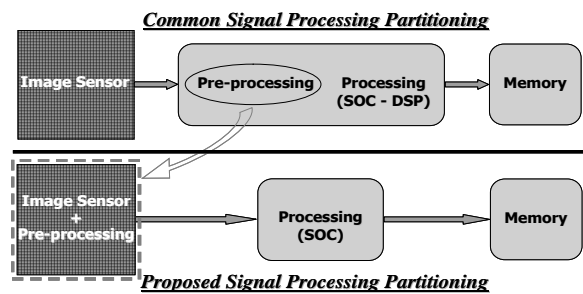 Common Signal Processing Partitioning
Image Sensor
Pre-processing
Processing
(SOC - DSP)
Memory
Image Sensor
+
Pre-processing
Processing
(SOC)
Memory
Proposed Signal Processing Partitioning